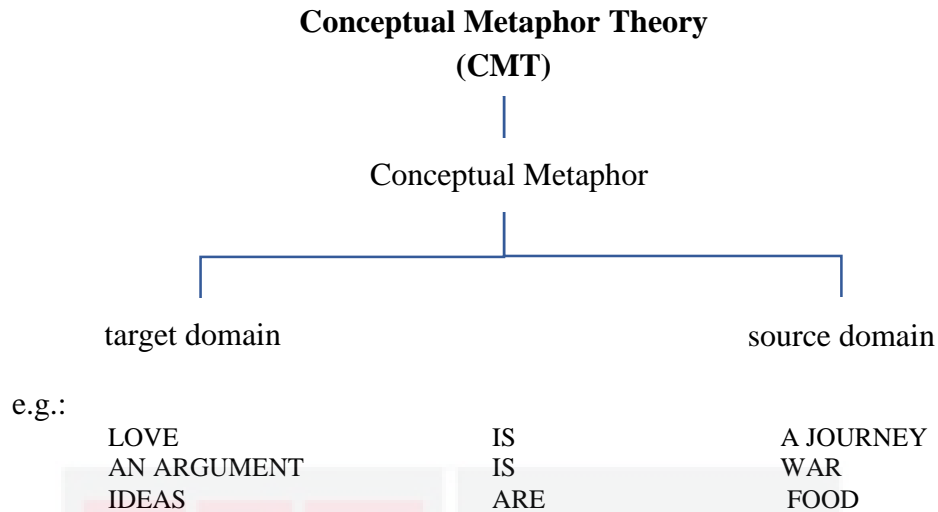 Conceptual Metaphor Theory
(CMT)
Conceptual Metaphor
target domain source domain
e.g.:
LOVE IS A JOURNEY
AN ARGUMENT IS WAR
IDEAS ARE FOOD